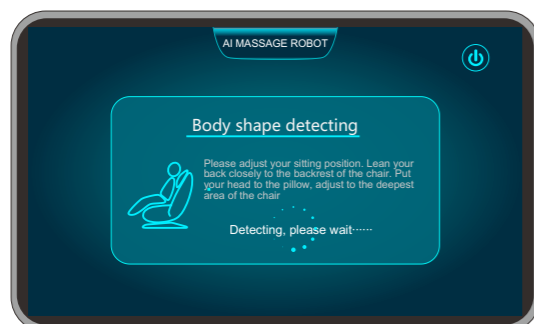 AI MASSAGE ROBOT
Body shape detecting
Please adjust your sitting position. Lean your
back closely to the backrest of the chair. Put
your head to the pillow, adjust to the deepest
area of the chair
Detecting, please wait······